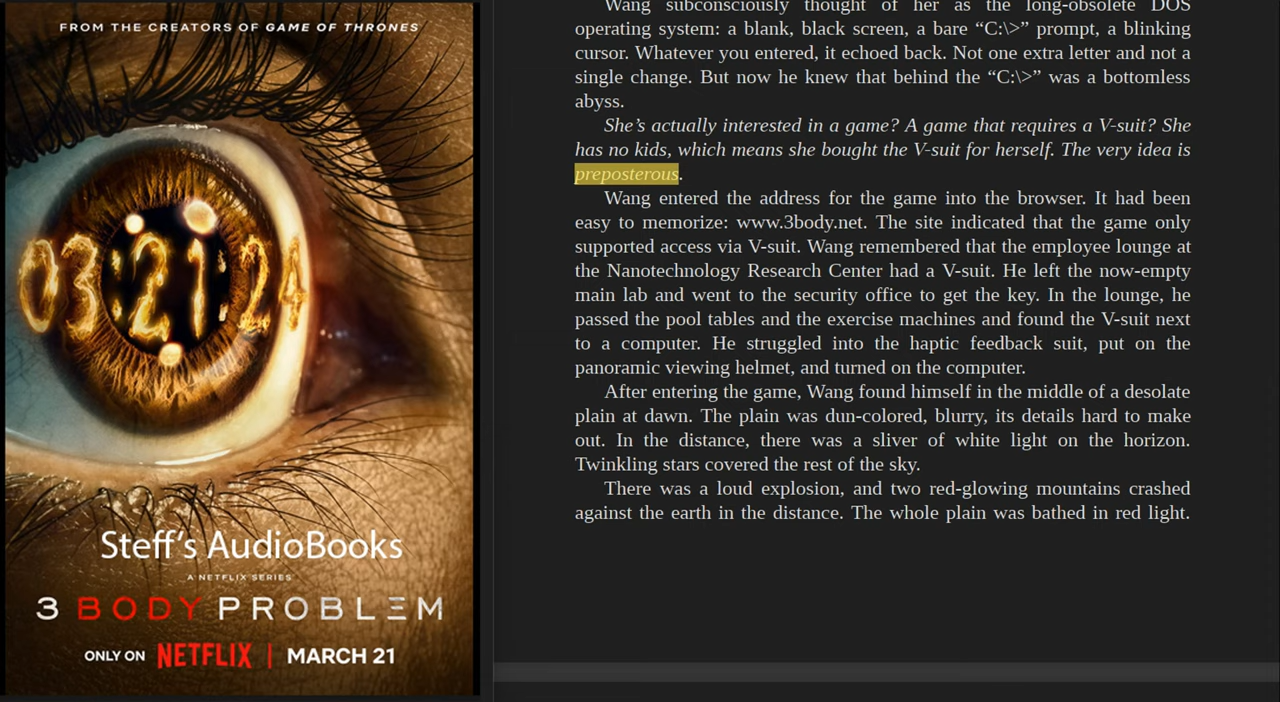 FROM THE CREATORS OF GAME OF THRONES
03:21:24
Steff's AudioBooks
A NETFLIX SERIES
3 BODY PROBLEM
ONLY ON NETFLIX | MARCH 21
Wang subconsciously thought of her as the long-obsolete DOS
operating system: a blank, black screen, a bare “C:\>” prompt, a blinking
cursor. Whatever you entered, it echoed back. Not one extra letter and not a
single change. But now he knew that behind the “C:\>” was a bottomless
abyss.
She’s actually interested in a game? A game that requires a V-suit? She
has no kids, which means she bought the V-suit for herself. The very idea is
preposterous.
Wang entered the address for the game into the browser. It had been
easy to memorize: www.3body.net. The site indicated that the game only
supported access via V-suit. Wang remembered that the employee lounge at
the Nanotechnology Research Center had a V-suit. He left the now-empty
main lab and went to the security office to get the key. In the lounge, he
passed the pool tables and the exercise machines and found the V-suit next
to a computer. He struggled into the haptic feedback suit, put on the
panoramic viewing helmet, and turned on the computer.
After entering the game, Wang found himself in the middle of a desolate
plain at dawn. The plain was dun-colored, blurry, its details hard to make
out. In the distance, there was a sliver of white light on the horizon.
Twinkling stars covered the rest of the sky.
There was a loud explosion, and two red-glowing mountains crashed
against the earth in the distance. The whole plain was bathed in red light.